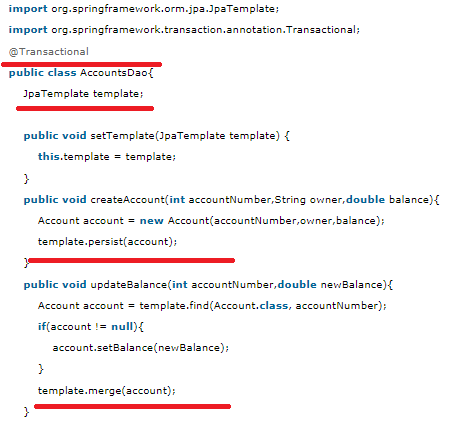 import org.springframework.orm.jpa.JpaTemplate;
import org.springframework.transaction.annotation.Transactional;
@Transactional
public class AccountsDao{
JpaTemplate template;
public void setTemplate(JpaTemplate template) {
this.template = template;
}
public void createAccount(int accountNumber,String owner,double balance){
Account account = new Account(accountNumber,owner,balance);
template.persist(account);
}
public void updateBalance(int accountNumber,double newBalance){
Account account = template.find(Account.class, accountNumber);
if(account != null){
account.setBalance(newBalance);
}
template.merge(account);
}